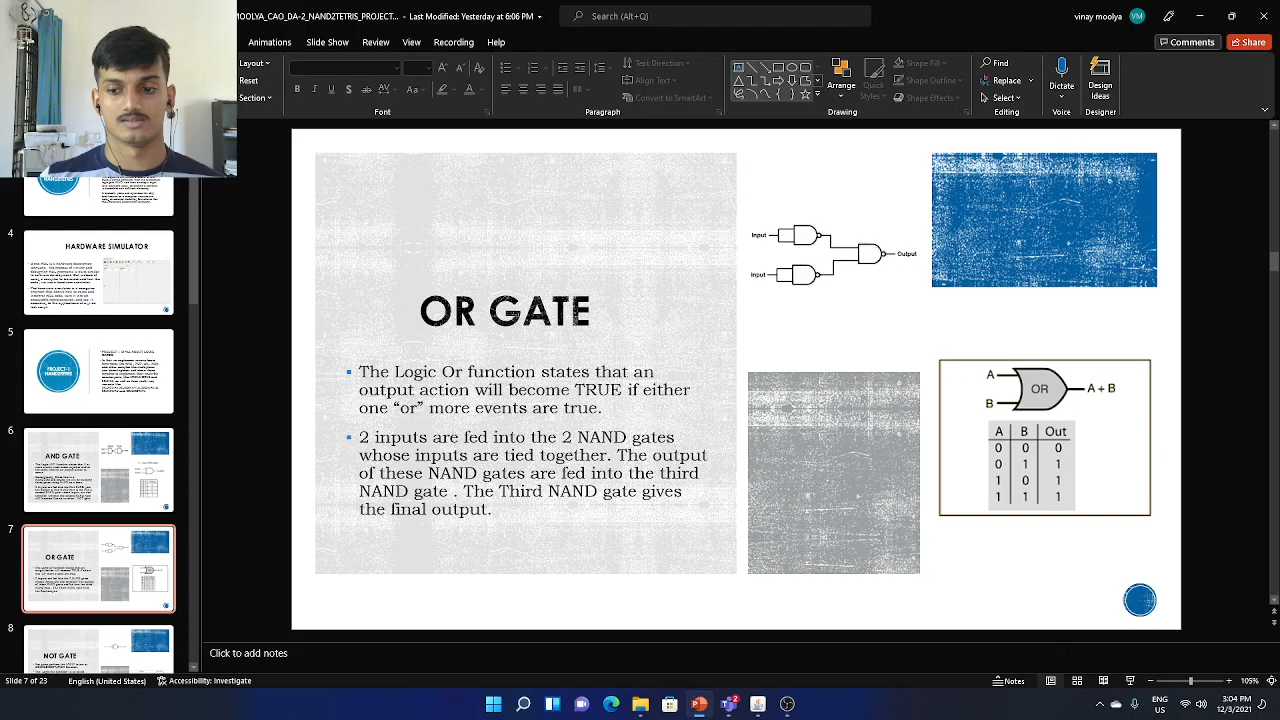 MOOLYA_CAO_DA-2_NAND2TETRIS_PROJECT... - Last Modified: Yesterday at 6:06 PM
Search (Alt+Q)
vinay moolya
VM
Animations
Slide Show
Review
View
Recording
Help
Comments
Share
Layout
Reset
Section
Font
Paragraph
Text Direction
Align Text
Convert to SmartArt
Arrange
Quick
Styles
Shape Fill
Shape Outline
Shape Effects
Drawing
Find
Replace
Select
Editing
Dictate
Voice
Design
Ideas
Designer
NAND2TETRIS
4
HARDWARE SIMULATOR
5
PROJECT-1
NAND2TETRIS
6
AND GATE
7
OR GATE
8
NOT GATE
OR GATE
The Logic Or function states that an
output action will become TRUE if either
one “or” more events are true.
2 inputs are fed into the 2 NAND gates
whose inputs are tied together. The output
of these NAND gates are fed into the third
NAND gate . The Third NAND gate gives
the final output.
Input
Input
Output
A
B
OR
A + B
A B Out
0 0 0
0 1 1
1 0 1
1 1 1
Click to add notes
Slide 7 of 23
English (United States)
Accessibility: Investigate
Notes
105%
ENG
US
3:04 PM
12/5/2021